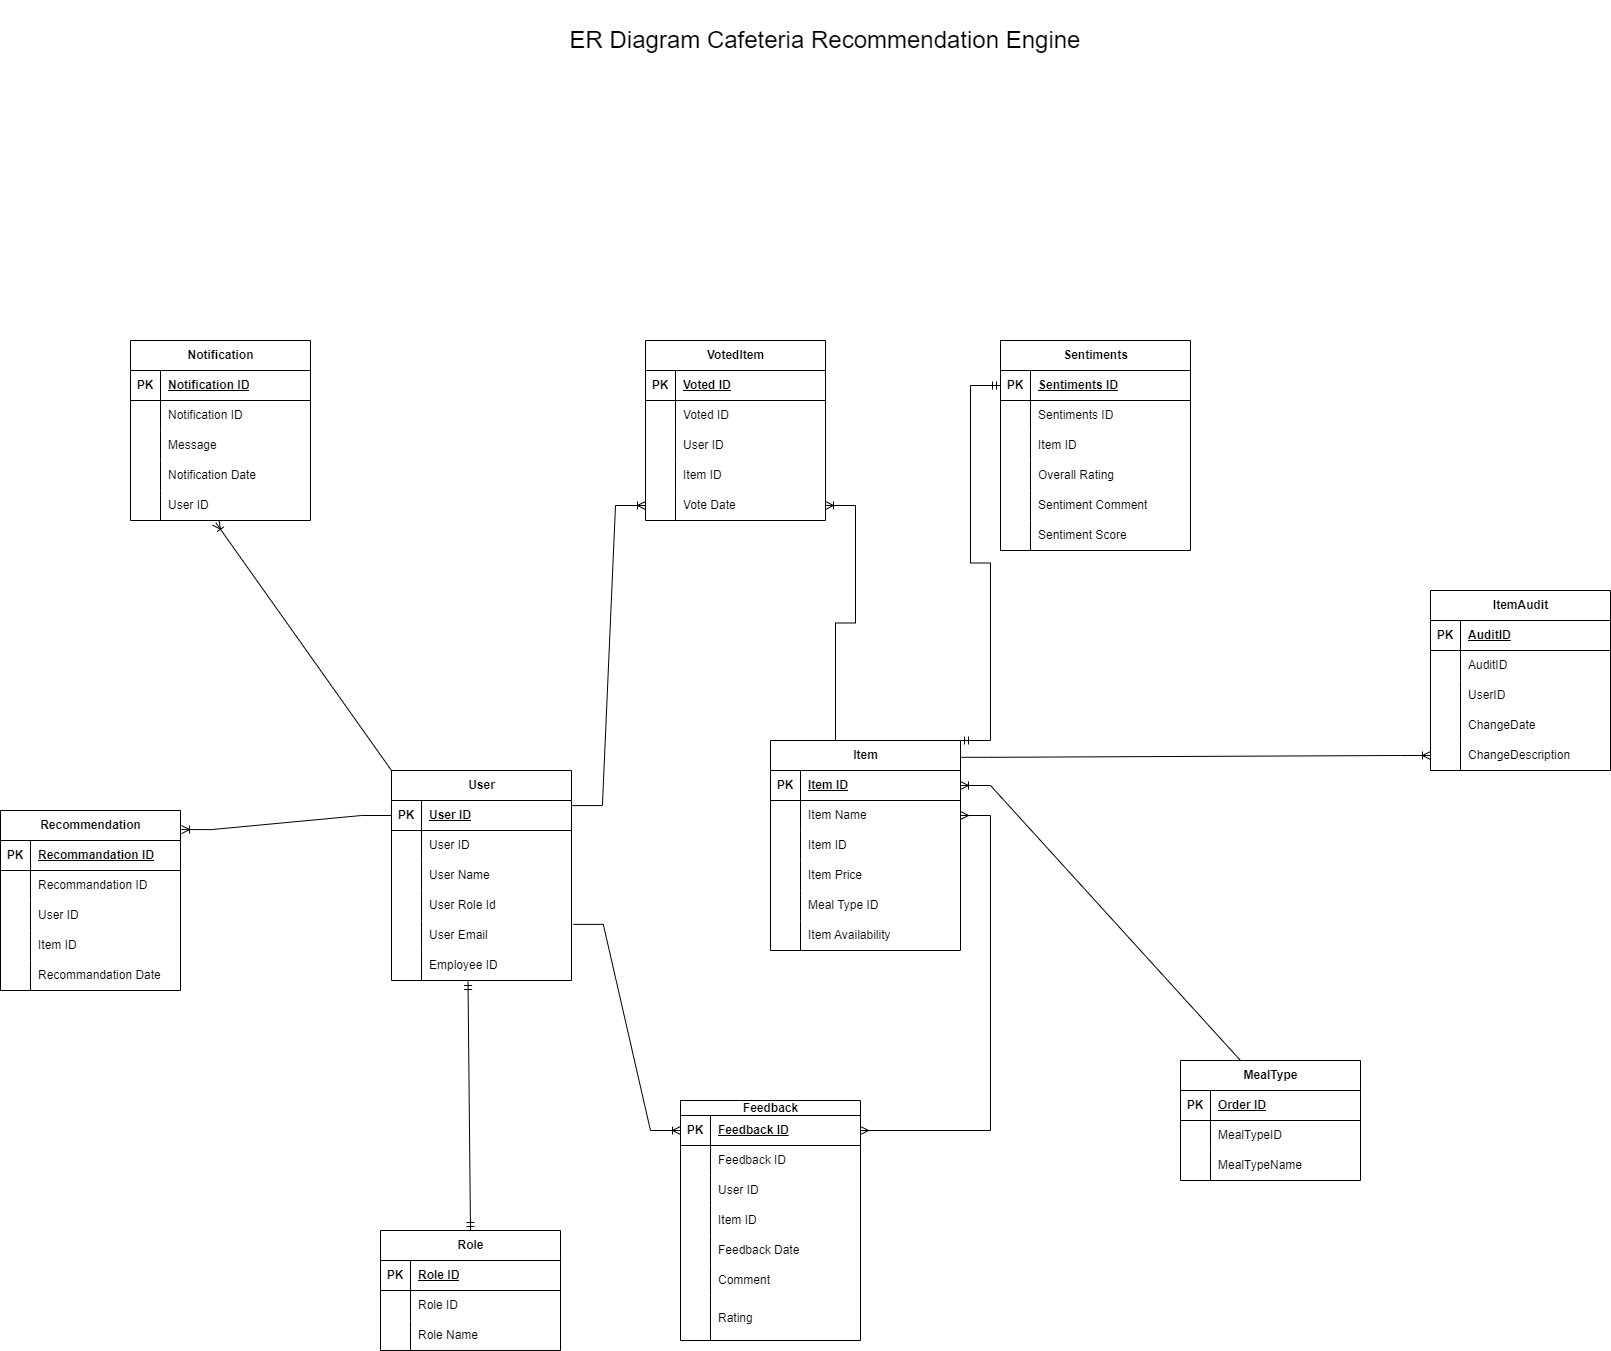 ER Diagram Cafeteria Recommendation Engine
Notification
PK Notification ID
Notification ID
Message
Notification Date
User ID
VotedItem
PK Voted ID
Voted ID
User ID
Item ID
Vote Date
Sentiments
PK Sentiments ID
Sentiments ID
Item ID
Overall Rating
Sentiment Comment
Sentiment Score
ItemAudit
PK AuditID
AuditID
UserID
ChangeDate
ChangeDescription
Recommendation
PK Recommandation ID
Recommandation ID
User ID
Item ID
Recommandation Date
User
PK User ID
User ID
User Name
User Role Id
User Email
Employee ID
Item
PK Item ID
Item Name
Item ID
Item Price
Meal Type ID
Item Availability
MealType
PK Order ID
MealTypeID
MealTypeName
Feedback
PK Feedback ID
Feedback ID
User ID
Item ID
Feedback Date
Comment
Rating
Role
PK Role ID
Role ID
Role Name